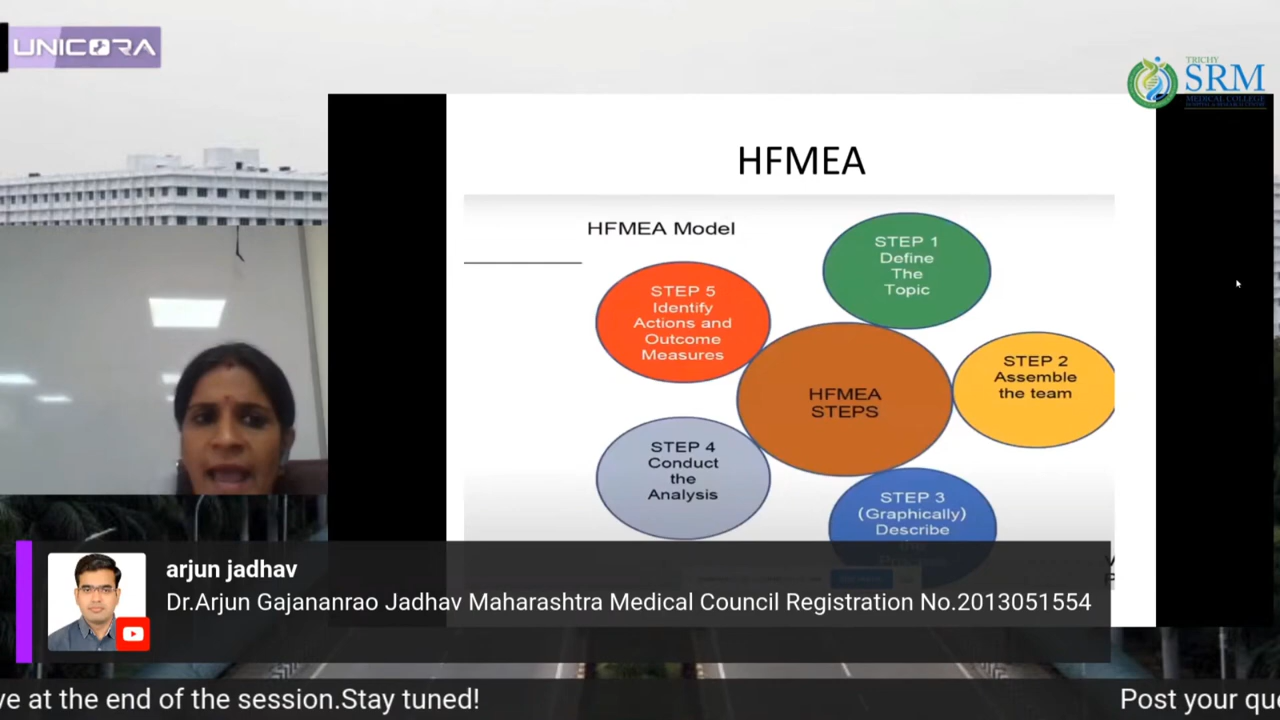 UNICORA
TRICHY
SRM
MEDICAL COLLEGE
HFMEA
HFMEA Model
STEP 1
Define
The
Topic
STEP 2
Assemble
the team
STEP 3
(Graphically)
Describe
STEP 4
Conduct
the
Analysis
STEP 5
Identify
Actions and
Outcome
Measures
HFMEA
STEPS
arjun jadhav
Dr.Arjun Gajananrao Jadhav Maharashtra Medical Council Registration No.2013051554
ve at the end of the session.Stay tuned!
Post your que